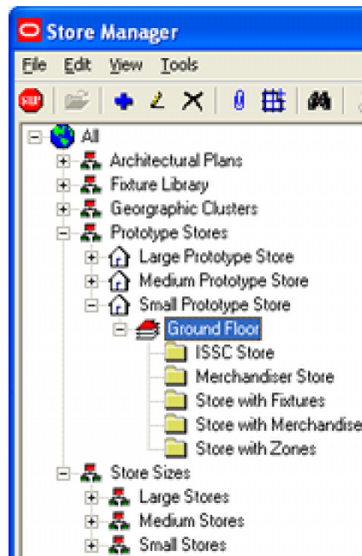 Store Manager
File Edit View Tools
STOP
All
Architectural Plans
Fixture Library
Georgraphic Clusters
Prototype Stores
Large Prototype Store
Medium Prototype Store
Small Prototype Store
Ground Floor
ISSC Store
Merchandiser Store
Store with Fixtures
Store with Merchandise
Store with Zones
Store Sizes
Large Stores
Medium Stores
Small Stores